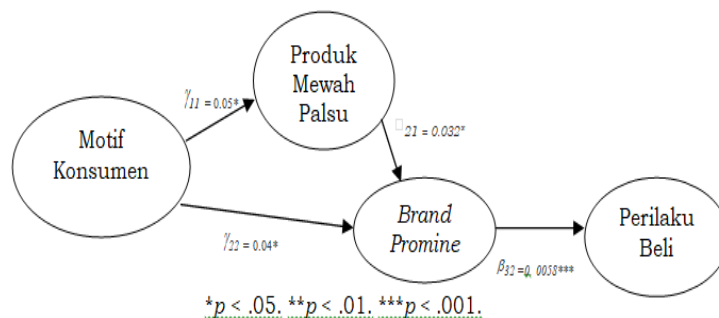 Produk
Mewah
Palsu
γ11 = 0.05*
Motif
Konsumen
□21 = 0.032*
γ22 = 0.04*
Brand
Promine
Perilaku
Beli
β32 =0, 0058***
*p < .05. **p < .01. ***p < .001.